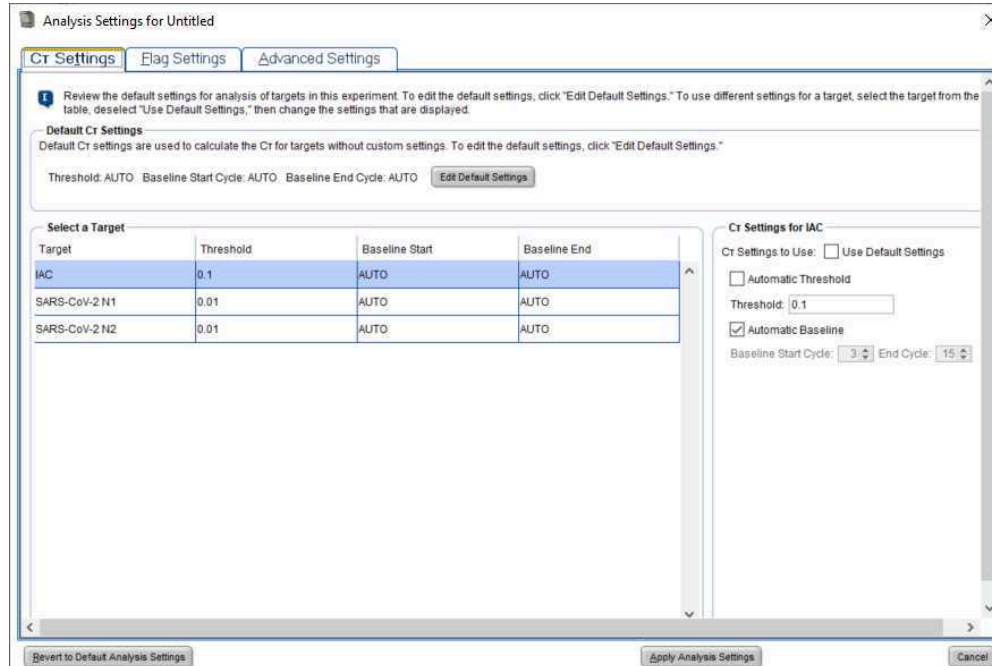 Analysis Settings for Untitled
CT Settings Flag Settings Advanced Settings
Review the default settings for analysis of targets in this experiment. To edit the default settings, click "Edit Default Settings." To use different settings for a target, select the target from the
table, deselect "Use Default Settings," then change the settings that are displayed.
Default CT Settings
Default CT settings are used to calculate the CT for targets without custom settings. To edit the default settings, click "Edit Default Settings."
Threshold: AUTO Baseline Start Cycle: AUTO Baseline End Cycle: AUTO Edit Default Settings
Select a Target
Target Threshold Baseline Start Baseline End
IAC 0.1 AUTO AUTO
SARS-CoV-2 N1 0.01 AUTO AUTO
SARS-CoV-2 N2 0.01 AUTO AUTO
CT Settings for IAC
CT Settings to Use: Use Default Settings
Automatic Threshold
Threshold: 0.1
Automatic Baseline
Baseline Start Cycle: 3 End Cycle: 15
Revert to Default Analysis Settings Apply Analysis Settings Cancel